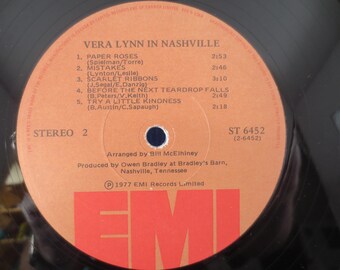 VERA LYNN IN NASHVILLE
1. PAPER ROSES 2:53
(Spielman/Torre)
2. MISTAKES 2:46
(Lynton/Leslie)
3. SCARLET RIBBONS 3:10
(J.Segal/E.Danzig)
4. BEFORE THE NEXT TEARDROP FALLS
(B.Peters/V.Keith) 2:48
5. TRY A LITTLE KINDNESS
(B.Austin/C.Sapaugh) 2:18
STEREO 2 ST 6452
(Z-6452)
Arranged by Bill McElhiney
Produced by Owen Bradley at Bradley's Barn,
Nashville, Tennessee
℗ 1977 EMI Records Limited
EMI